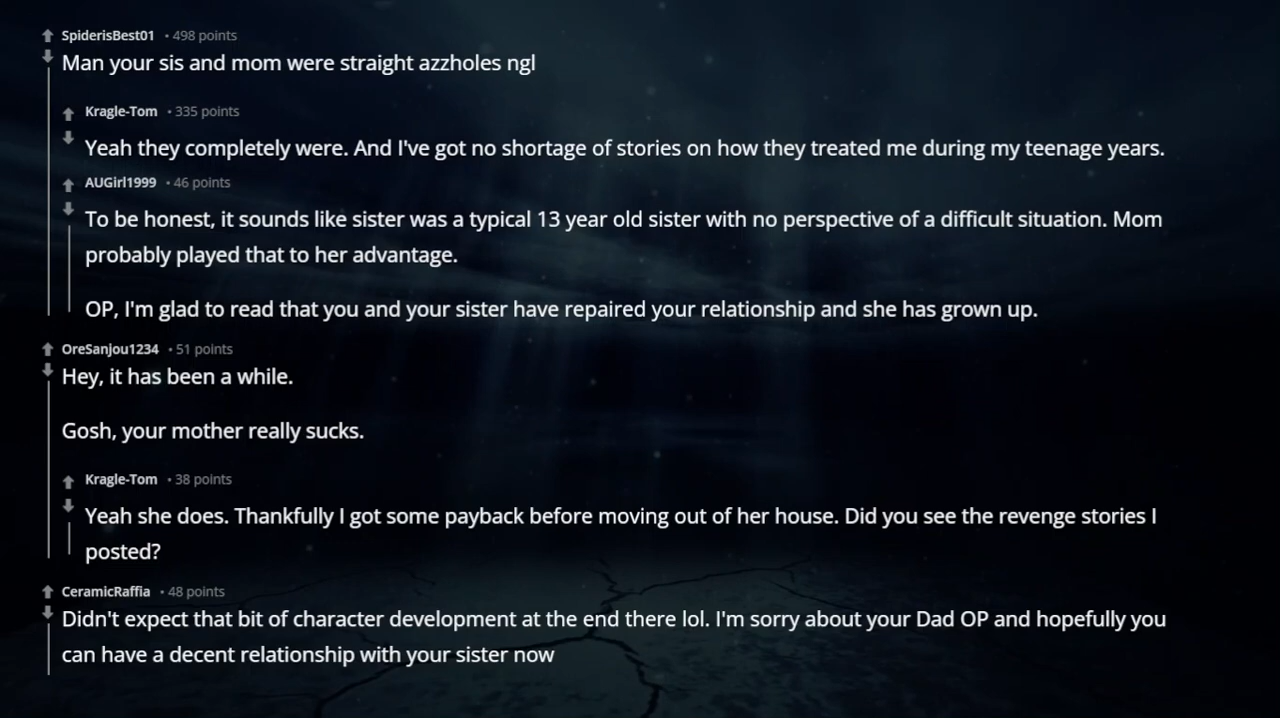 SpiderisBest01 • 498 points
Man your sis and mom were straight azzholes ngl
Kragle-Tom • 335 points
Yeah they completely were. And I've got no shortage of stories on how they treated me during my teenage years.
AUGirl1999 • 46 points
To be honest, it sounds like sister was a typical 13 year old sister with no perspective of a difficult situation. Mom
probably played that to her advantage.
OP, I'm glad to read that you and your sister have repaired your relationship and she has grown up.
OreSanjou1234 • 51 points
Hey, it has been a while.
Gosh, your mother really sucks.
Kragle-Tom • 38 points
Yeah she does. Thankfully I got some payback before moving out of her house. Did you see the revenge stories I
posted?
CeramicRaffia • 48 points
Didn't expect that bit of character development at the end there lol. I'm sorry about your Dad OP and hopefully you
can have a decent relationship with your sister now